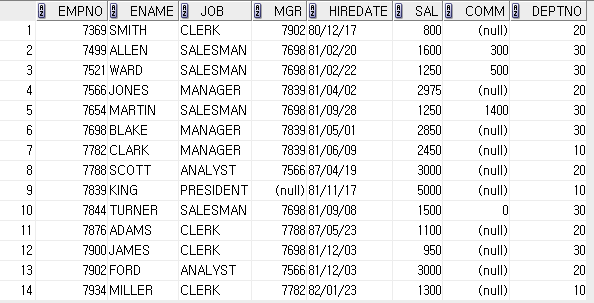 EMPNO ENAME JOB MGR HIREDATE SAL COMM DEPTNO
1 7369 SMITH CLERK 7902 80/12/17 800 (null) 20
2 7499 ALLEN SALESMAN 7698 81/02/20 1600 300 30
3 7521 WARD SALESMAN 7698 81/02/22 1250 500 30
4 7566 JONES MANAGER 7839 81/04/02 2975 (null) 20
5 7654 MARTIN SALESMAN 7698 81/09/28 1250 1400 30
6 7698 BLAKE MANAGER 7839 81/05/01 2850 (null) 30
7 7782 CLARK MANAGER 7839 81/06/09 2450 (null) 10
8 7788 SCOTT ANALYST 7566 87/04/19 3000 (null) 20
9 7839 KING PRESIDENT (null) 81/11/17 5000 (null) 10
10 7844 TURNER SALESMAN 7698 81/09/08 1500 0 30
11 7876 ADAMS CLERK 7788 87/05/23 1100 (null) 20
12 7900 JAMES CLERK 7698 81/12/03 950 (null) 30
13 7902 FORD ANALYST 7566 81/12/03 3000 (null) 20
14 7934 MILLER CLERK 7782 82/01/23 1300 (null) 10